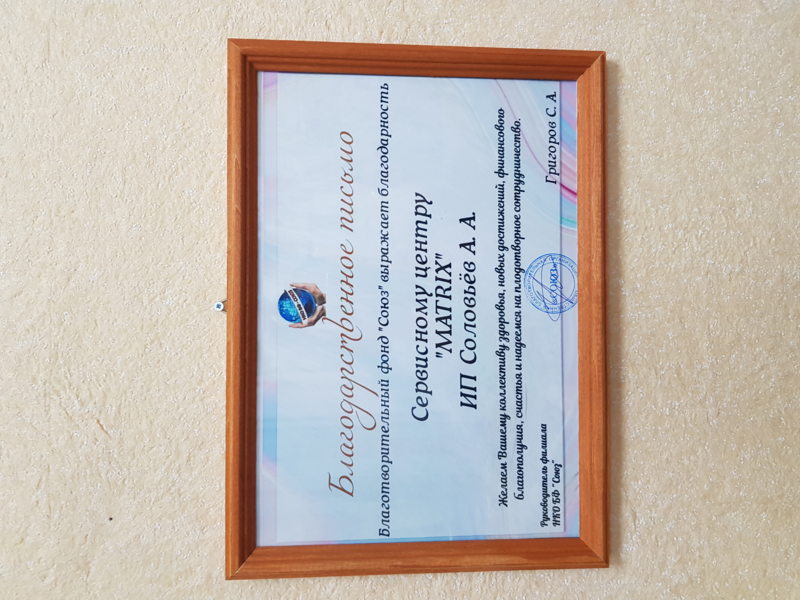 Благодарственное письмо
Благотворительный фонд "Союз" выражает благодарность
Сервисному центру
"MATRIX"
ИП Соловьёв А. А.
Желаем Вашему коллективу здоровья, новых достижений, финансового
благополучия, счастья и надеемся на плодотворное сотрудничество.
Руководитель филиала
НКО БФ "Союз"
Григоров С. А.